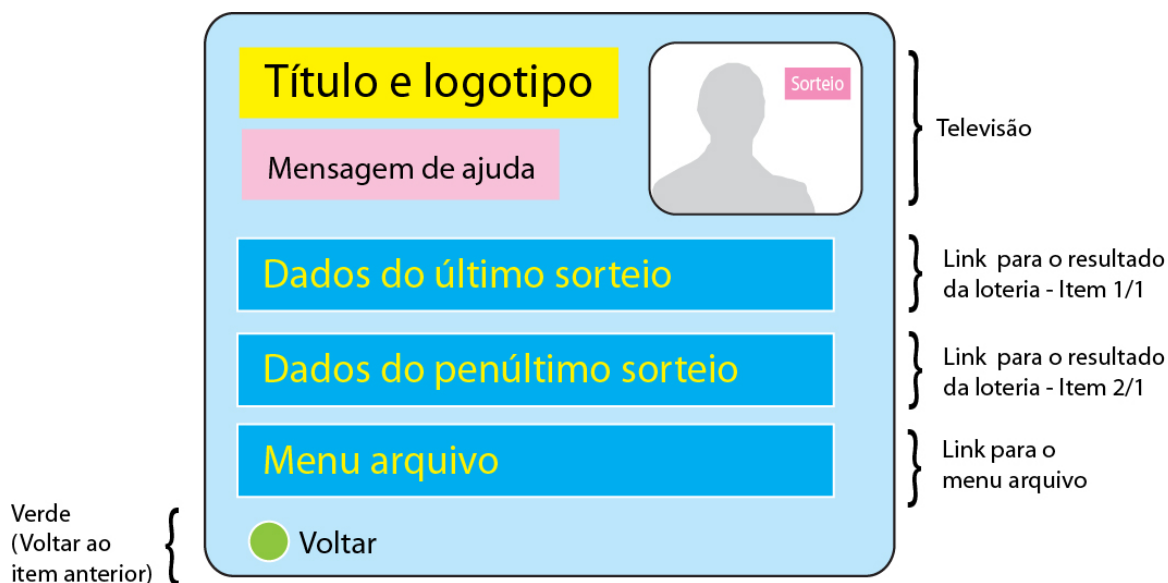 Título e logotipo
Sorteio
Televisão
Mensagem de ajuda
Dados do último sorteio
Link para o resultado
da loteria - Item 1/1
Dados do penúltimo sorteio
Link para o resultado
da loteria - Item 2/1
Menu arquivo
Link para o
menu arquivo
Verde
(Voltar ao
item anterior)
Voltar